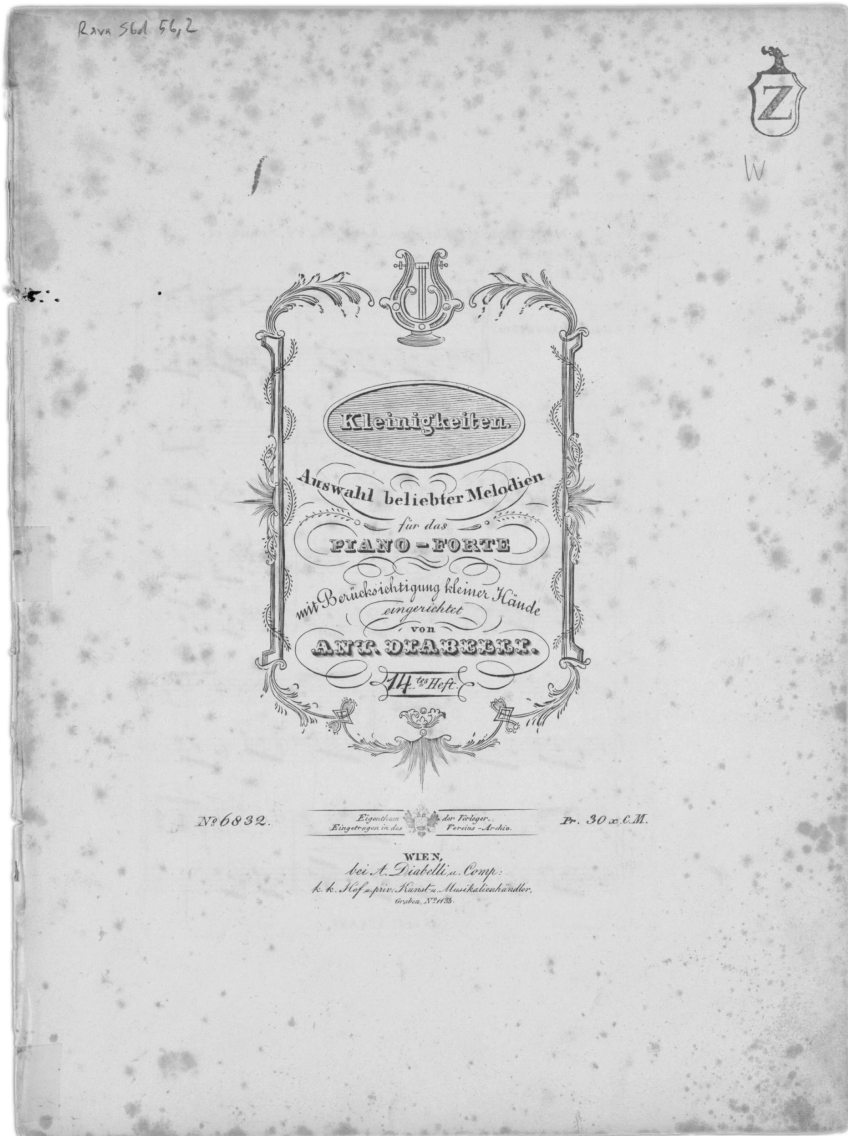 Rara Sbd 56,2
Z
W
Kleinigkeiten.
Auswahl beliebter Melodien
für das
PIANO-FORTE
mit Berücksichtigung kleiner Hände
eingerichtet
von
ANT. DIABELLI.
14.tes Heft.
No. 6832.
Eigenthum der Verleger.
Eingetragen in das Vereins-Archiv.
Pr. 30 x. C. M.
WIEN,
bei A. Diabelli u. Comp:
k. k. Hof u. priv. Kunst u. Musikalienhändler,
Graben, No. 1133.